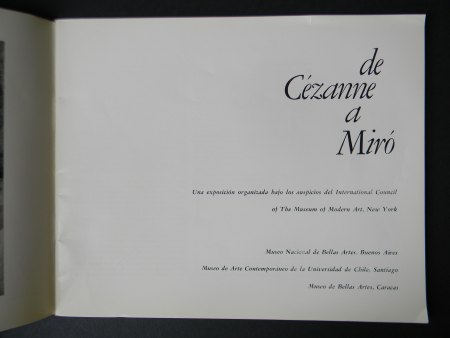 de
Cézanne
a
Miró
Una exposición organizada bajo los auspicios del International Council
of The Museum of Modern Art, New York
Museo Nacional de Bellas Artes, Buenos Aires
Museo de Arte Contemporáneo de la Universidad de Chile, Santiago
Museo de Bellas Artes, Caracas